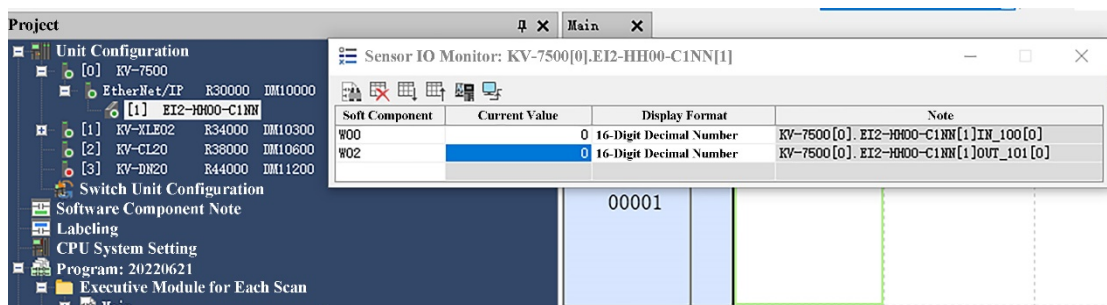 Project
Main
Unit Configuration
[0] KV-7500
EtherNet/IP R30000 DM10000
[1] EI2-HH00-C1NN
[1] KV-XLE02 R34000 DM10300
[2] KV-CL20 R38000 DM10600
[3] KV-DN20 R44000 DM11200
Switch Unit Configuration
Software Component Note
Labeling
CPU System Setting
Program: 20220621
Executive Module for Each Scan
Sensor IO Monitor: KV-7500[0].EI2-HH00-C1NN[1]
Soft Component Current Value Display Format Note
W00 0 16-Digit Decimal Number KV-7500[0].EI2-HH00-C1NN[1]IN_100[0]
W02 0 16-Digit Decimal Number KV-7500[0].EI2-HH00-C1NN[1]OUT_101[0]
00001